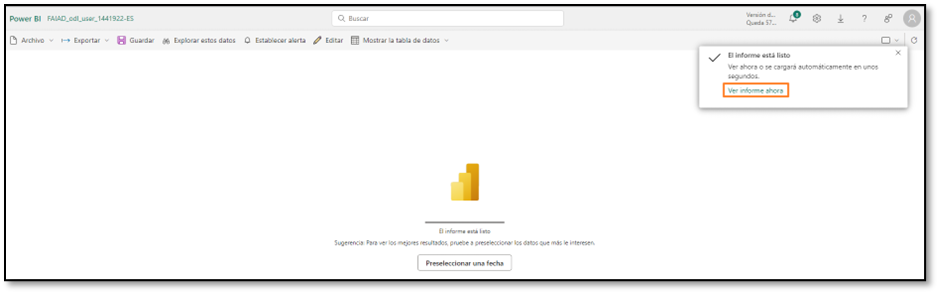 Power BI FAIAD_odl_user_1441922-ES
Buscar
Versión d...
Queda 57...
Archivo Exportar Guardar Explorar estos datos Establecer alerta Editar Mostrar la tabla de datos
El informe está listo
Ver ahora o se cargará automáticamente en unos
segundos.
Ver informe ahora
El informe está listo
Sugerencia: Para ver los mejores resultados, pruebe a preseleccionar los datos que más le interesen.
Preseleccionar una fecha